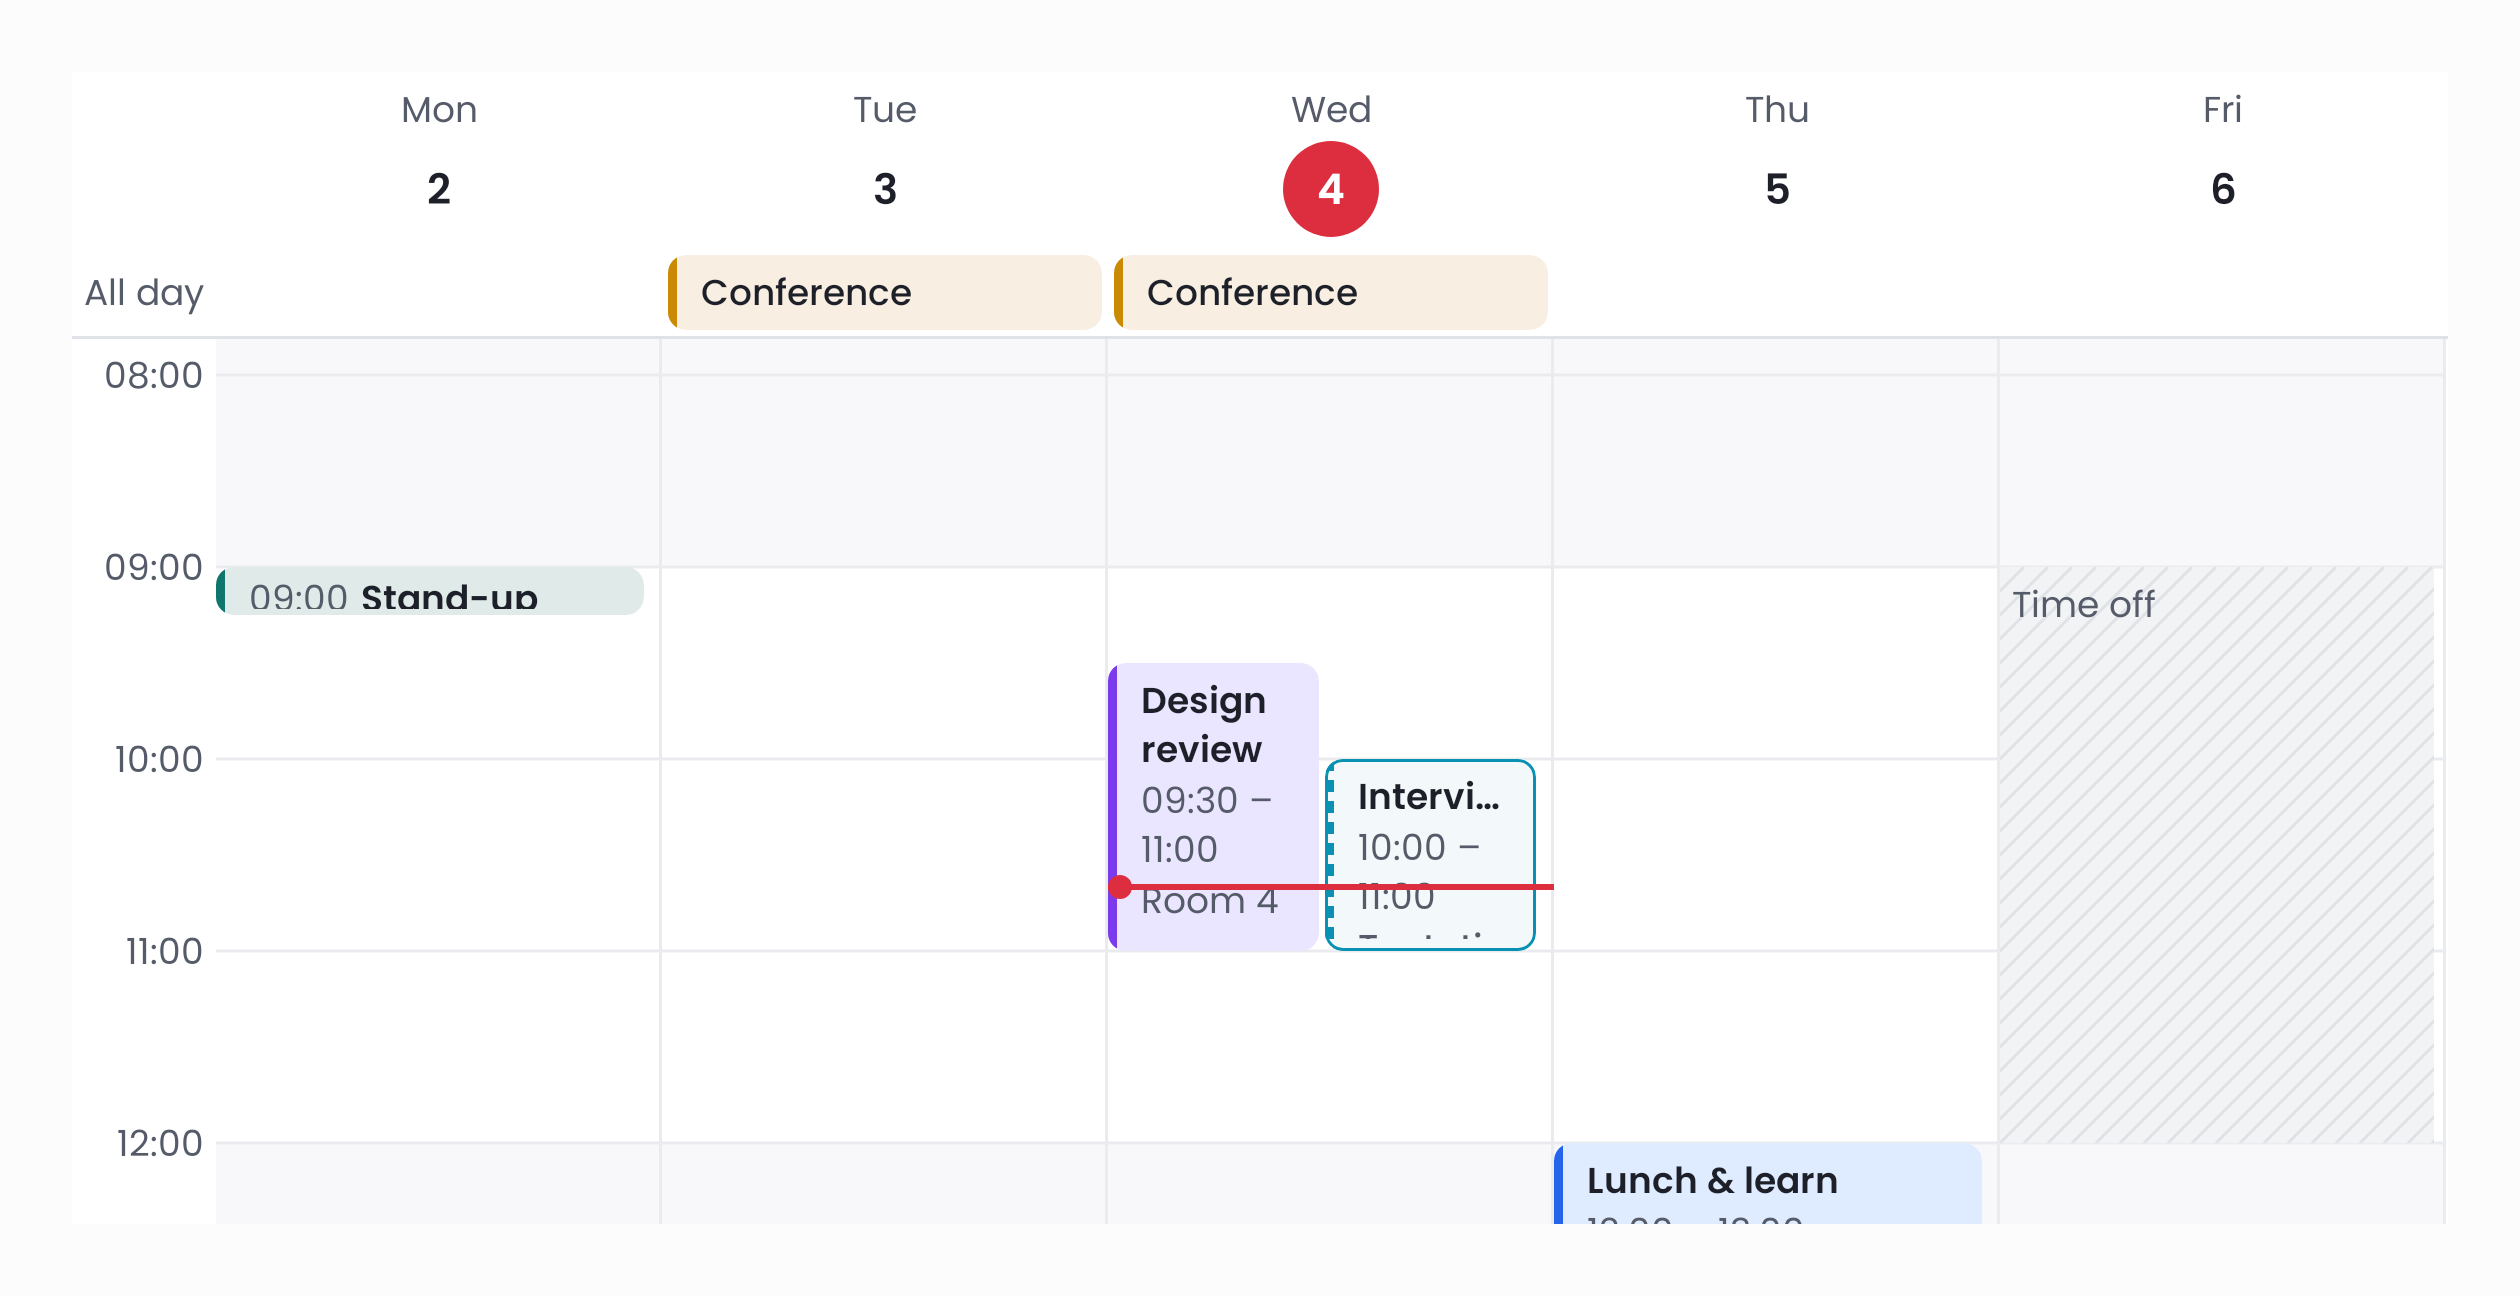 Mon
Tue
Wed
Thu
Fri
2
3
4
5
6
All day
Conference
Conference
08:00
09:00
09:00 Stand-up
Time off
Design
review
09:30 –
11:00
Room 4
10:00
Intervi...
10:00 –
11:00
11:00
12:00
Lunch & learn